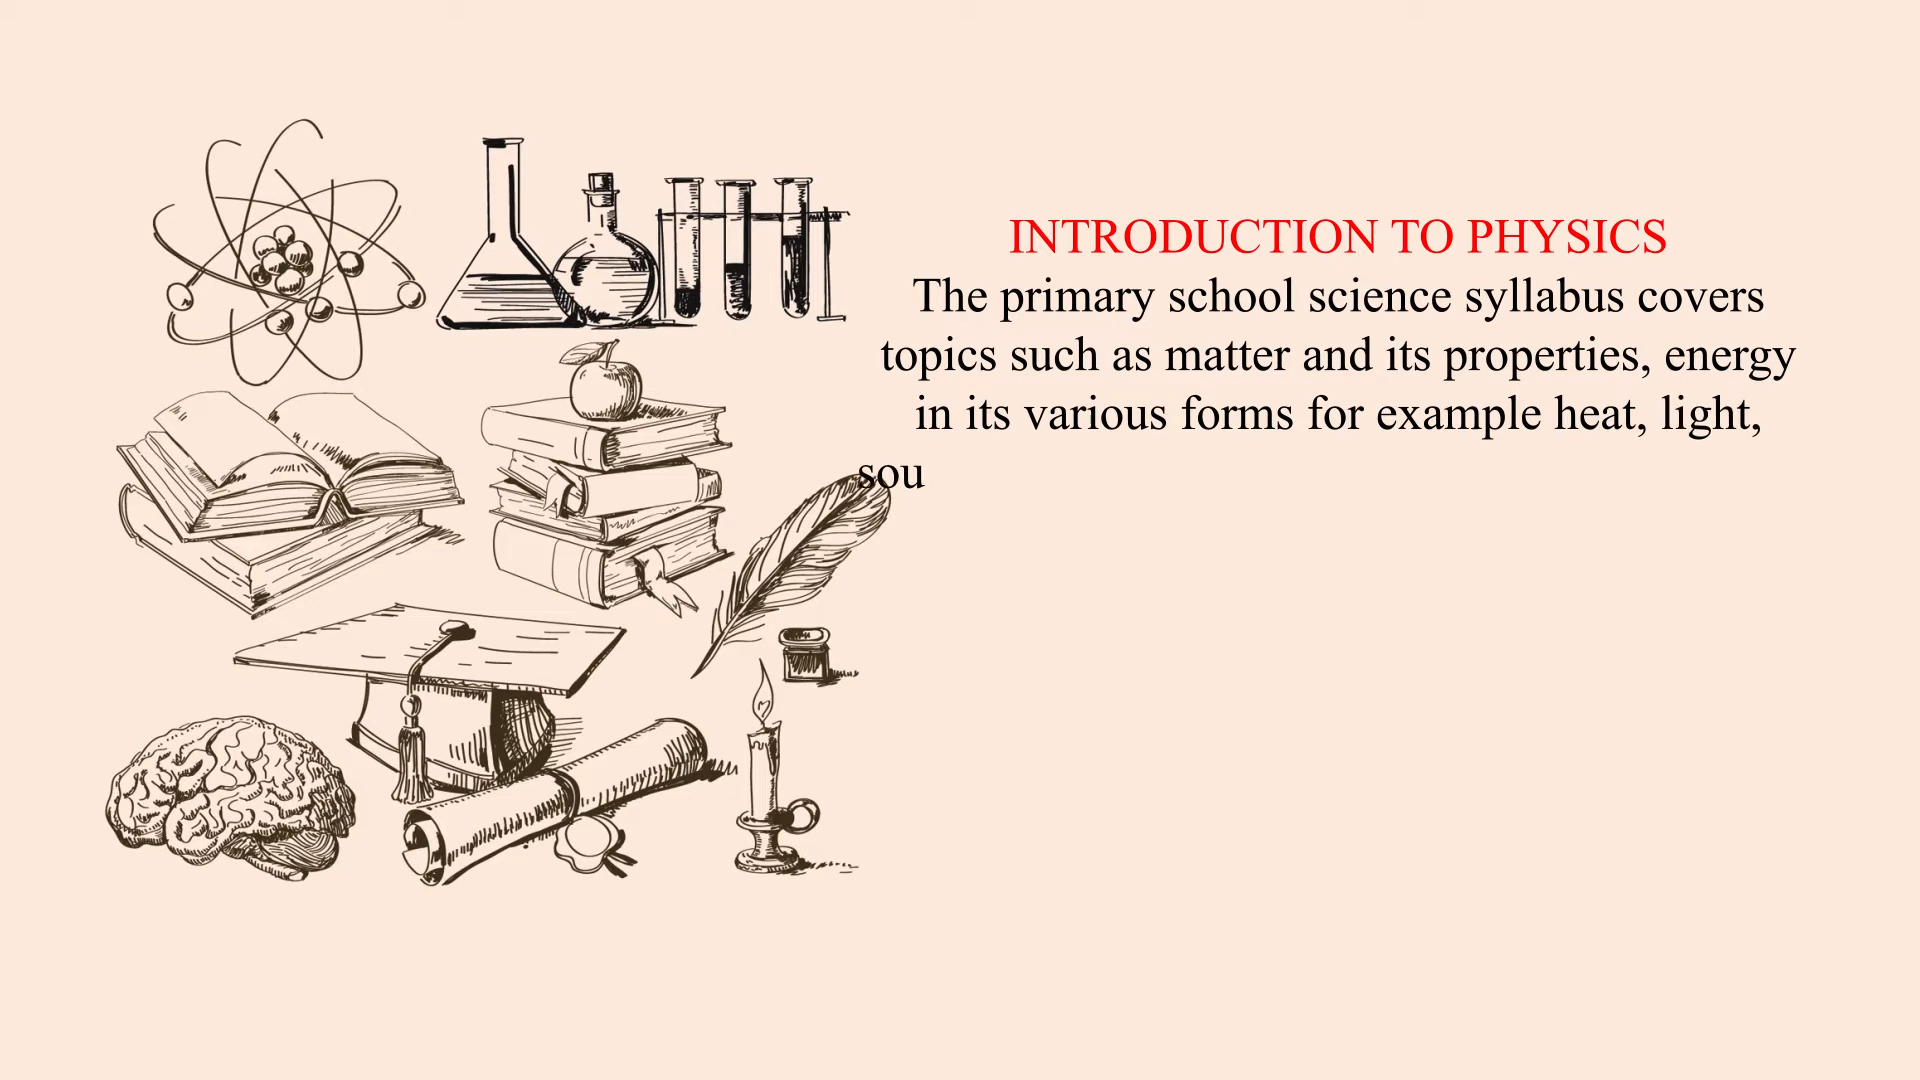 INTRODUCTION TO PHYSICS
The primary school science syllabus covers
topics such as matter and its properties, energy
in its various forms for example heat, light,
sou